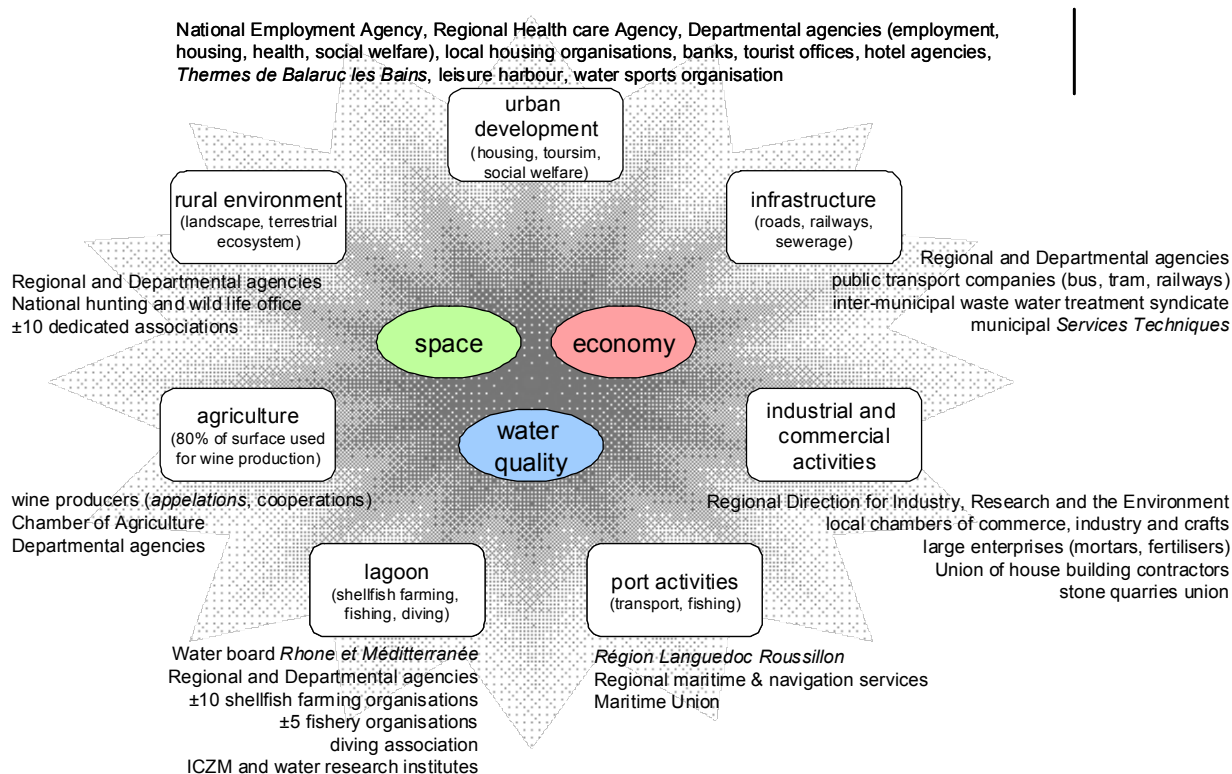 National Employment Agency, Regional Health care Agency, Departmental agencies (employment,
housing, health, social welfare), local housing organisations, banks, tourist offices, hotel agencies,
Thermes de Balaruc les Bains, leisure harbour, water sports organisation
urban
development
(housing, toursim,
social welfare)
rural environment
(landscape, terrestrial
ecosystem)
Regional and Departmental agencies
National hunting and wild life office
±10 dedicated associations
infrastructure
(roads, railways,
sewerage)
Regional and Departmental agencies
public transport companies (bus, tram, railways)
inter-municipal waste water treatment syndicate
municipal Services Techniques
space
economy
water
quality
agriculture
(80% of surface used
for wine production)
wine producers (appelations, cooperations)
Chamber of Agriculture
Departmental agencies
industrial and
commercial
activities
Regional Direction for Industry, Research and the Environment
local chambers of commerce, industry and crafts
large enterprises (mortars, fertilisers)
Union of house building contractors
stone quarries union
lagoon
(shellfish farming,
fishing, diving)
Water board Rhone et Méditterranée
Regional and Departmental agencies
±10 shellfish farming organisations
±5 fishery organisations
diving association
ICZM and water research institutes
port activities
(transport, fishing)
Région Languedoc Roussillon
Regional maritime & navigation services
Maritime Union